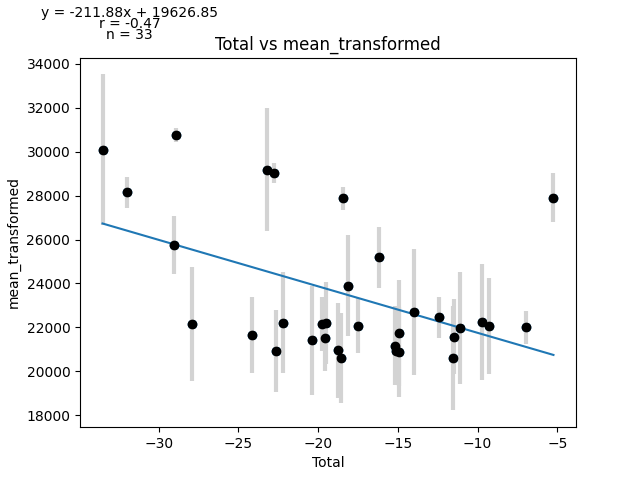 y = -211.88x + 19626.85
r = -0.47
n = 33
Total vs mean_transformed
34000
32000
30000
28000
26000
24000
22000
20000
18000
mean_transformed
−30
−25
−20
−15
−10
−5
Total